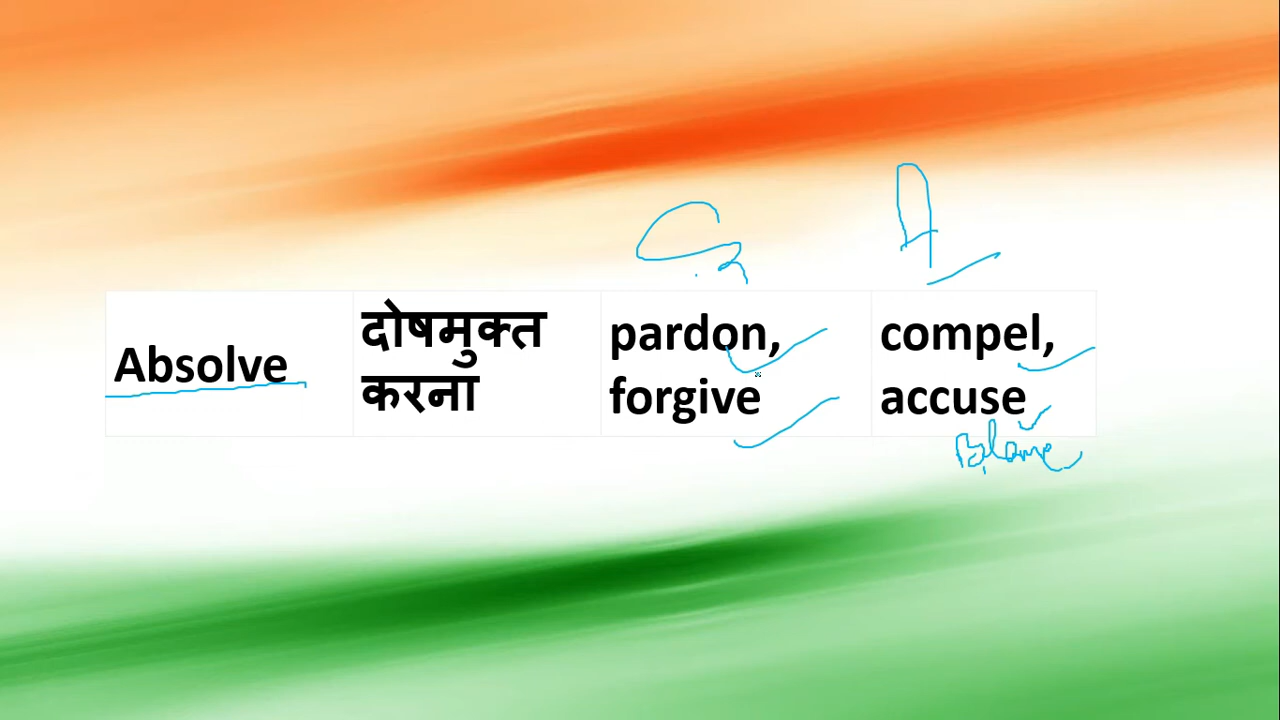 A
Absolve
दोषमुक्त
करना
pardon,
forgive
compel,
accuse
Blame